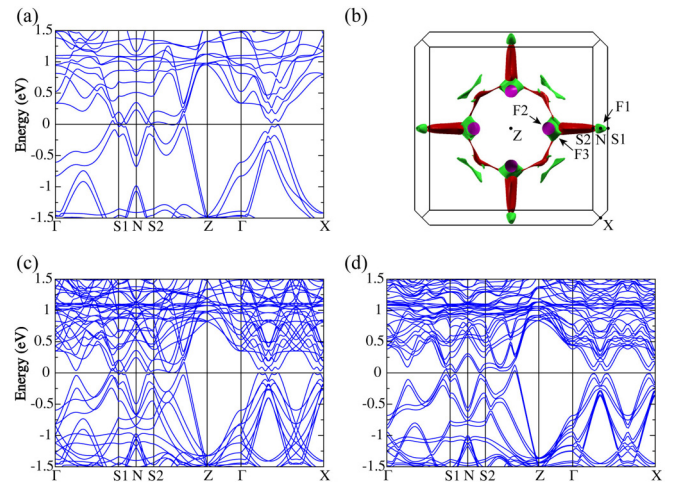 (a)
1.5
1
0.5
0
-0.5
-1
-1.5
Energy (eV)
Γ S1 N S2 Z Γ X
(b)
F1
F2
Z
S2 N S1
F3
X
(c)
1.5
1
0.5
0
-0.5
-1
-1.5
Energy (eV)
Γ S1 N S2 Z Γ X
(d)
1.5
1
0.5
0
-0.5
-1
-1.5
Γ S1 N S2 Z Γ X